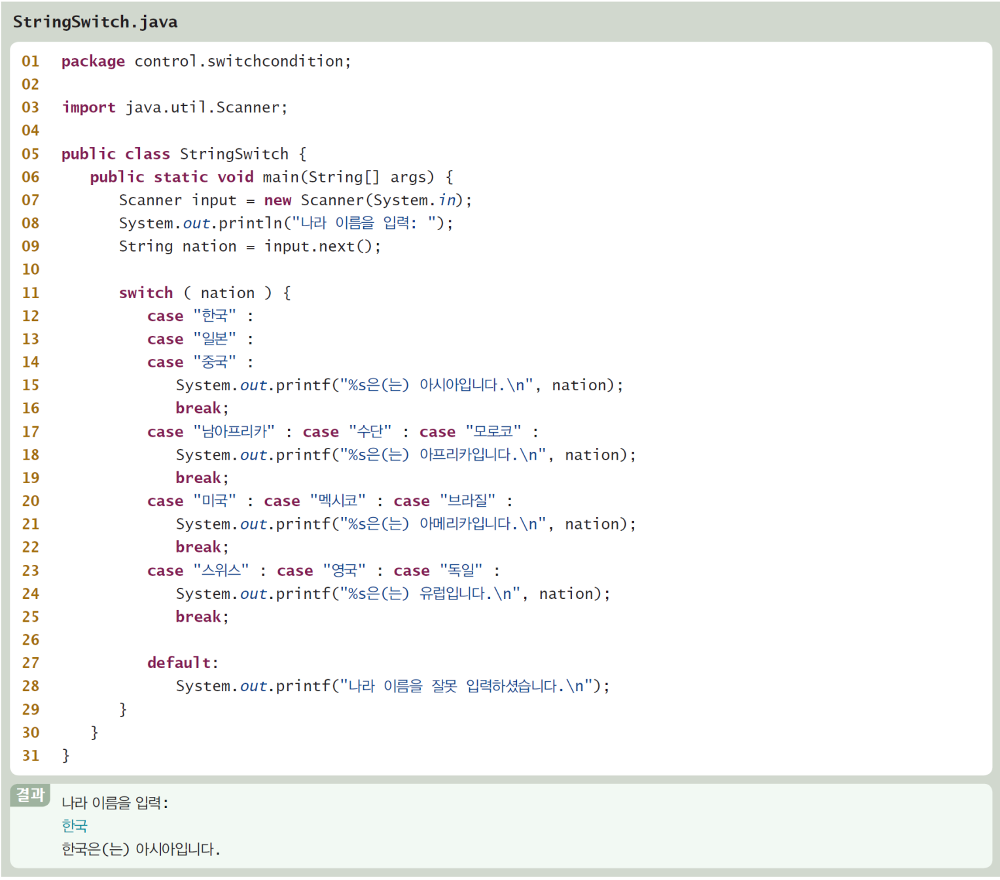 StringSwitch.java
01 package control.switchcondition;
02
03 import java.util.Scanner;
04
05 public class StringSwitch {
06 public static void main(String[] args) {
07 Scanner input = new Scanner(System.in);
08 System.out.println("나라 이름을 입력: ");
09 String nation = input.next();
10
11 switch ( nation ) {
12 case "한국" :
13 case "일본" :
14 case "중국" :
15 System.out.printf("%s은(는) 아시아입니다.\n", nation);
16 break;
17 case "남아프리카" : case "수단" : case "모로코" :
18 System.out.printf("%s은(는) 아프리카입니다.\n", nation);
19 break;
20 case "미국" : case "멕시코" : case "브라질" :
21 System.out.printf("%s은(는) 아메리카입니다.\n", nation);
22 break;
23 case "스위스" : case "영국" : case "독일" :
24 System.out.printf("%s은(는) 유럽입니다.\n", nation);
25 break;
26
27 default:
28 System.out.printf("나라 이름을 잘못 입력하셨습니다.\n");
29 }
30 }
31 }
결과
나라 이름을 입력:
한국
한국은(는) 아시아입니다.